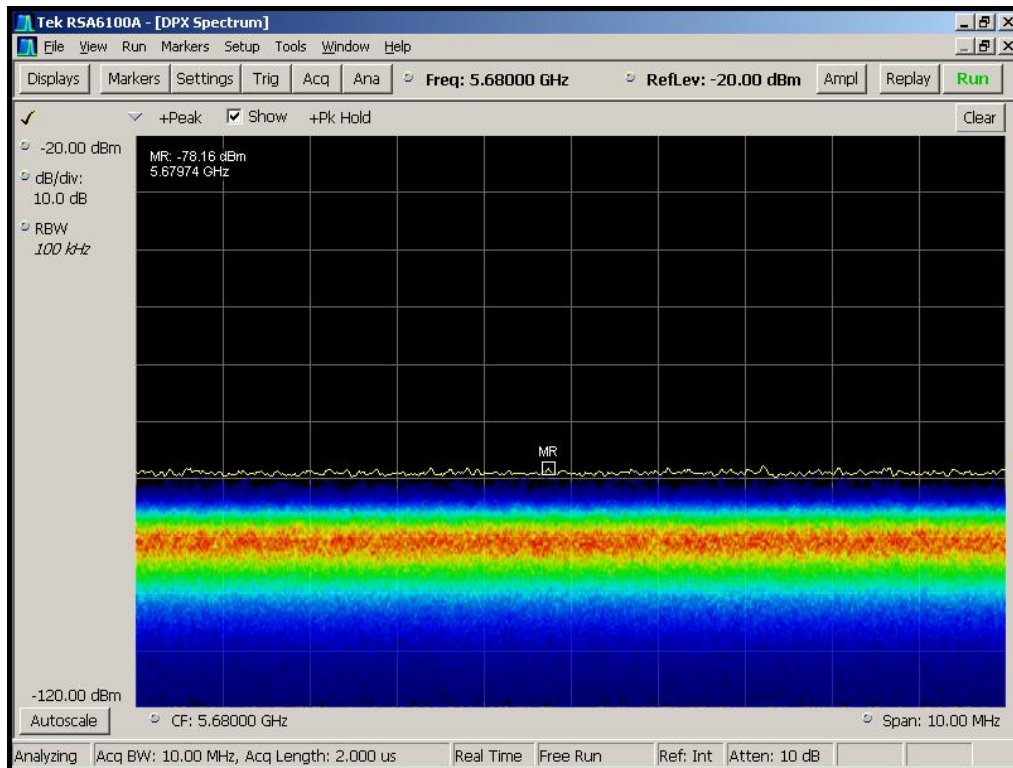 Tek RSA6100A - [DPX Spectrum]
File View Run Markers Setup Tools Window Help
Displays Markers Settings Trig Acq Ana Freq: 5.68000 GHz RefLev: -20.00 dBm Ampl Replay Run
+Peak Show +Pk Hold Clear
-20.00 dBm
dB/div:
10.0 dB
RBW
100 kHz
MR: -78.16 dBm
5.67974 GHz
MR
-120.00 dBm
Autoscale CF: 5.68000 GHz Span: 10.00 MHz
Analyzing Acq BW: 10.00 MHz, Acq Length: 2.000 us Real Time Free Run Ref: Int Atten: 10 dB